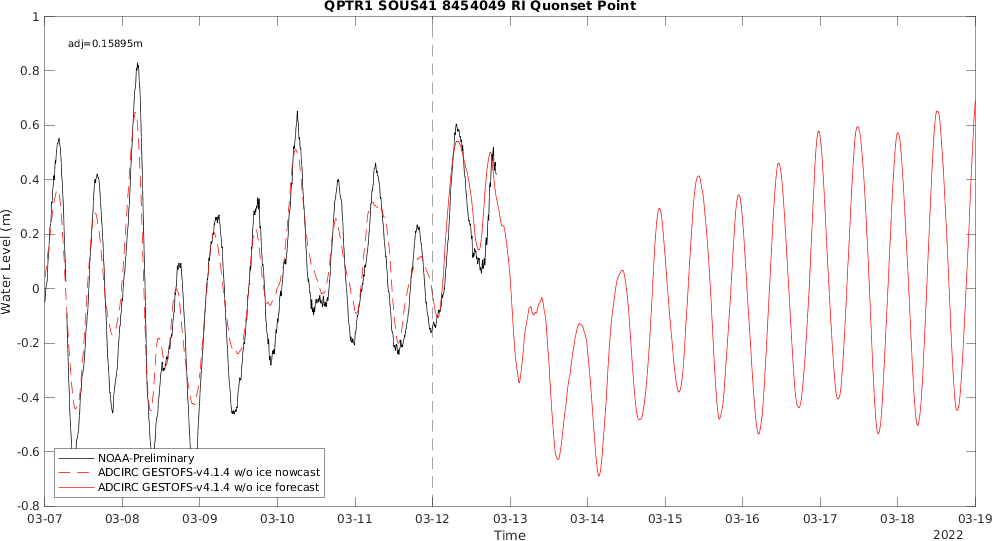 QPTR1 SOUS41 8454049 RI Quonset Point
adj=0.15895m
Water Level (m)
1
0.8
0.6
0.4
0.2
0
-0.2
-0.4
-0.6
-0.8
NOAA-Preliminary
ADCIRC GESTOFS-v4.1.4 w/o ice nowcast
ADCIRC GESTOFS-v4.1.4 w/o ice forecast
03-07 03-08 03-09 03-10 03-11 03-12 03-13 03-14 03-15 03-16 03-17 03-18 03-19
Time
2022